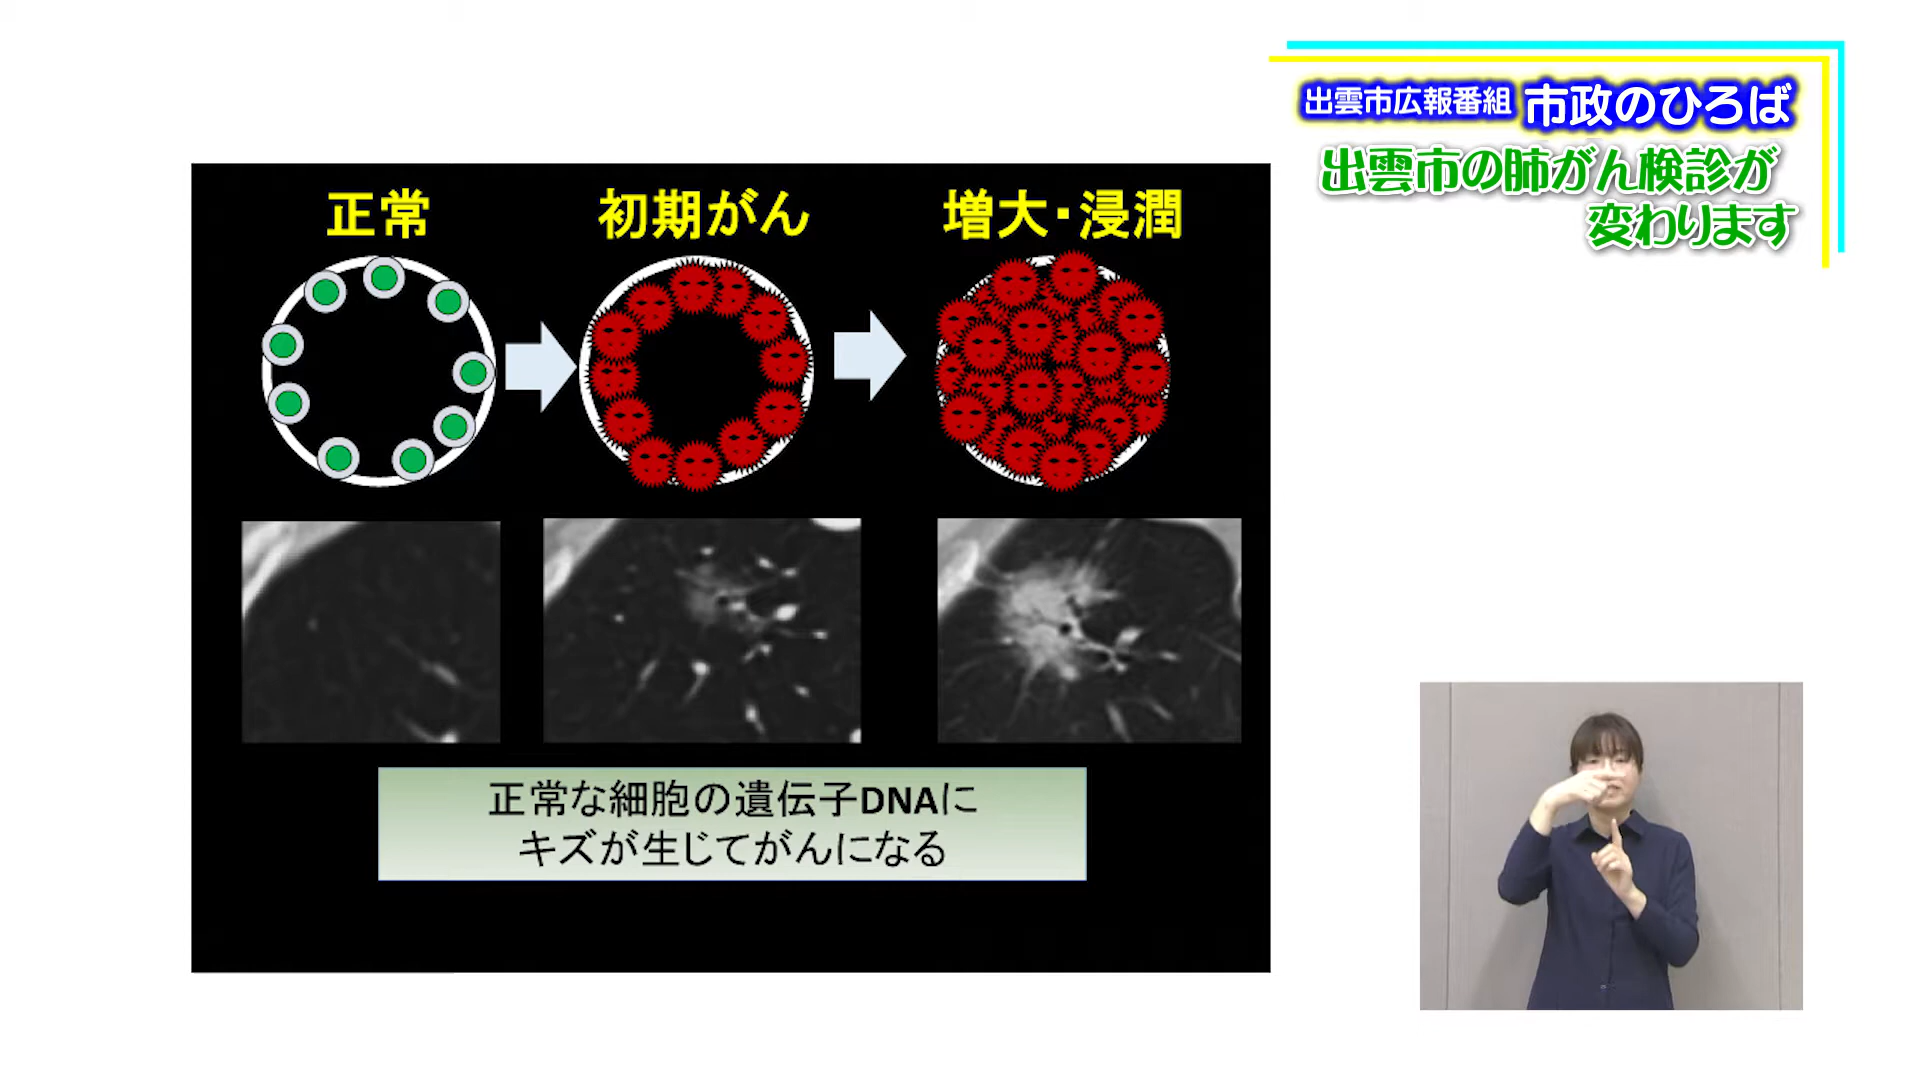 出雲市広報番組 市政のひろば
出雲市の肺がん検診が
変わります
正常
初期がん
増大・浸潤
正常な細胞の遺伝子DNAに
キズが生じてがんになる